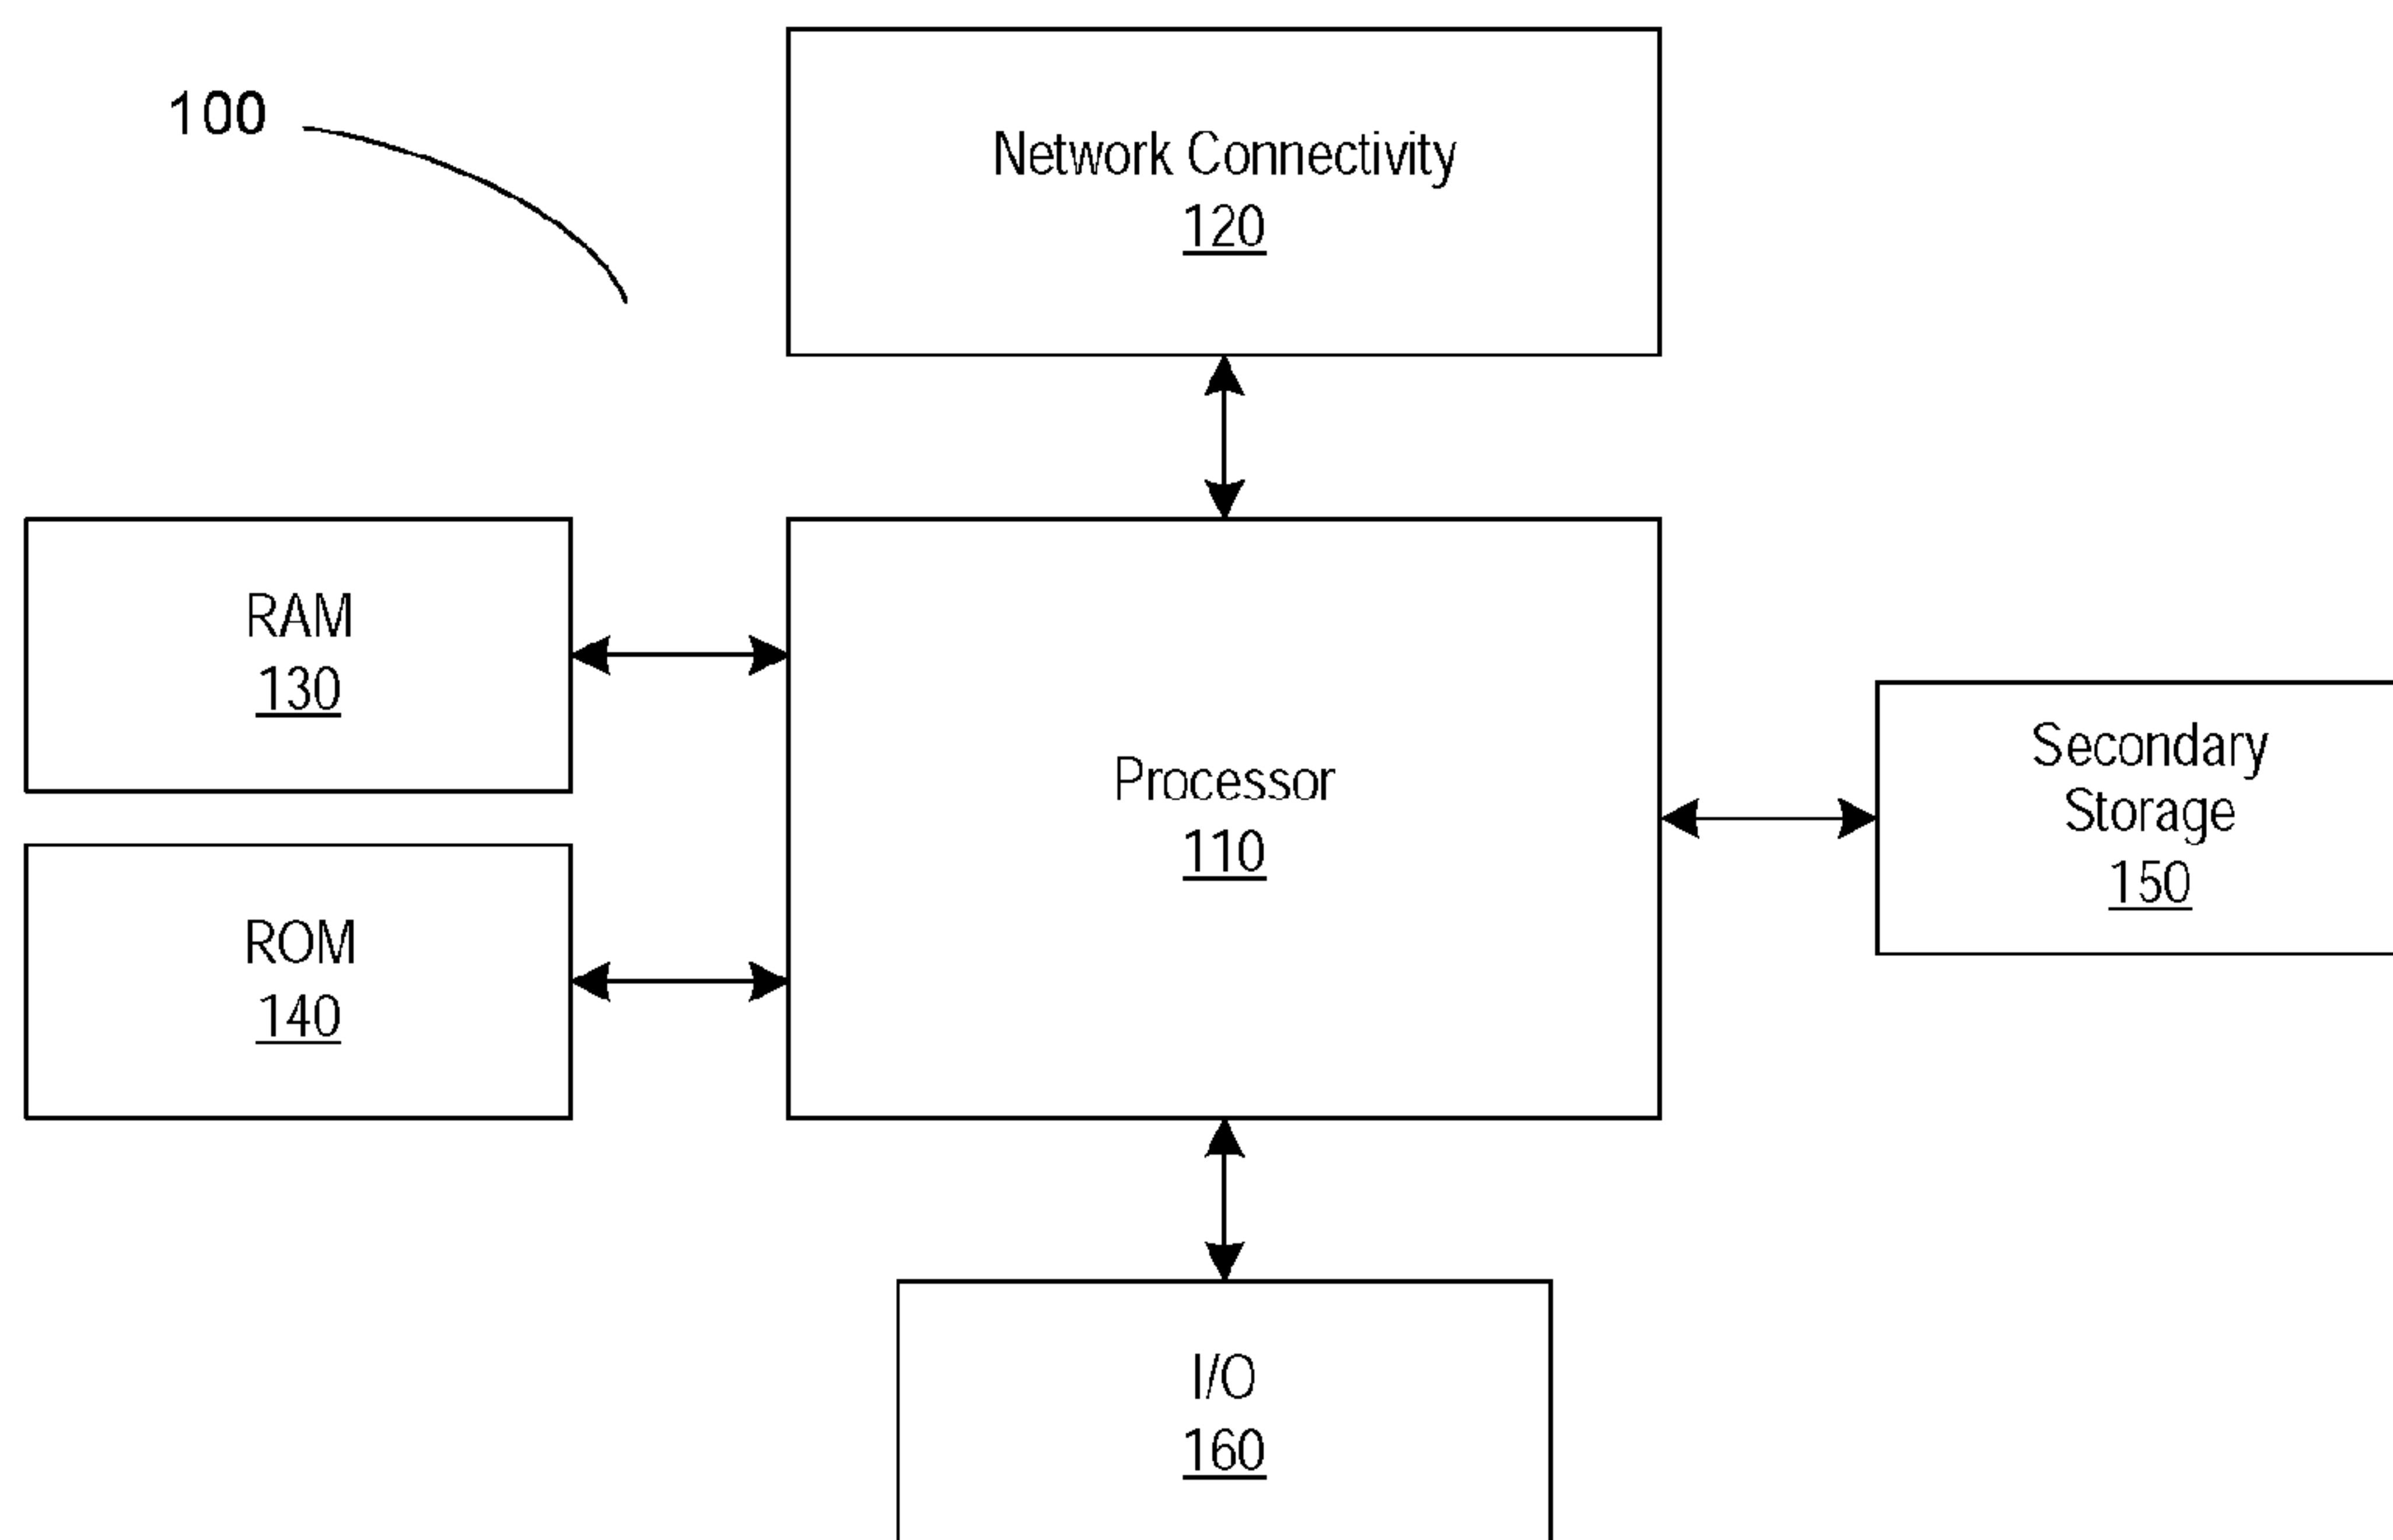 100
Network Connectivity
120
RAM
130
Processor
110
Secondary
Storage
150
ROM
140
I/O
160